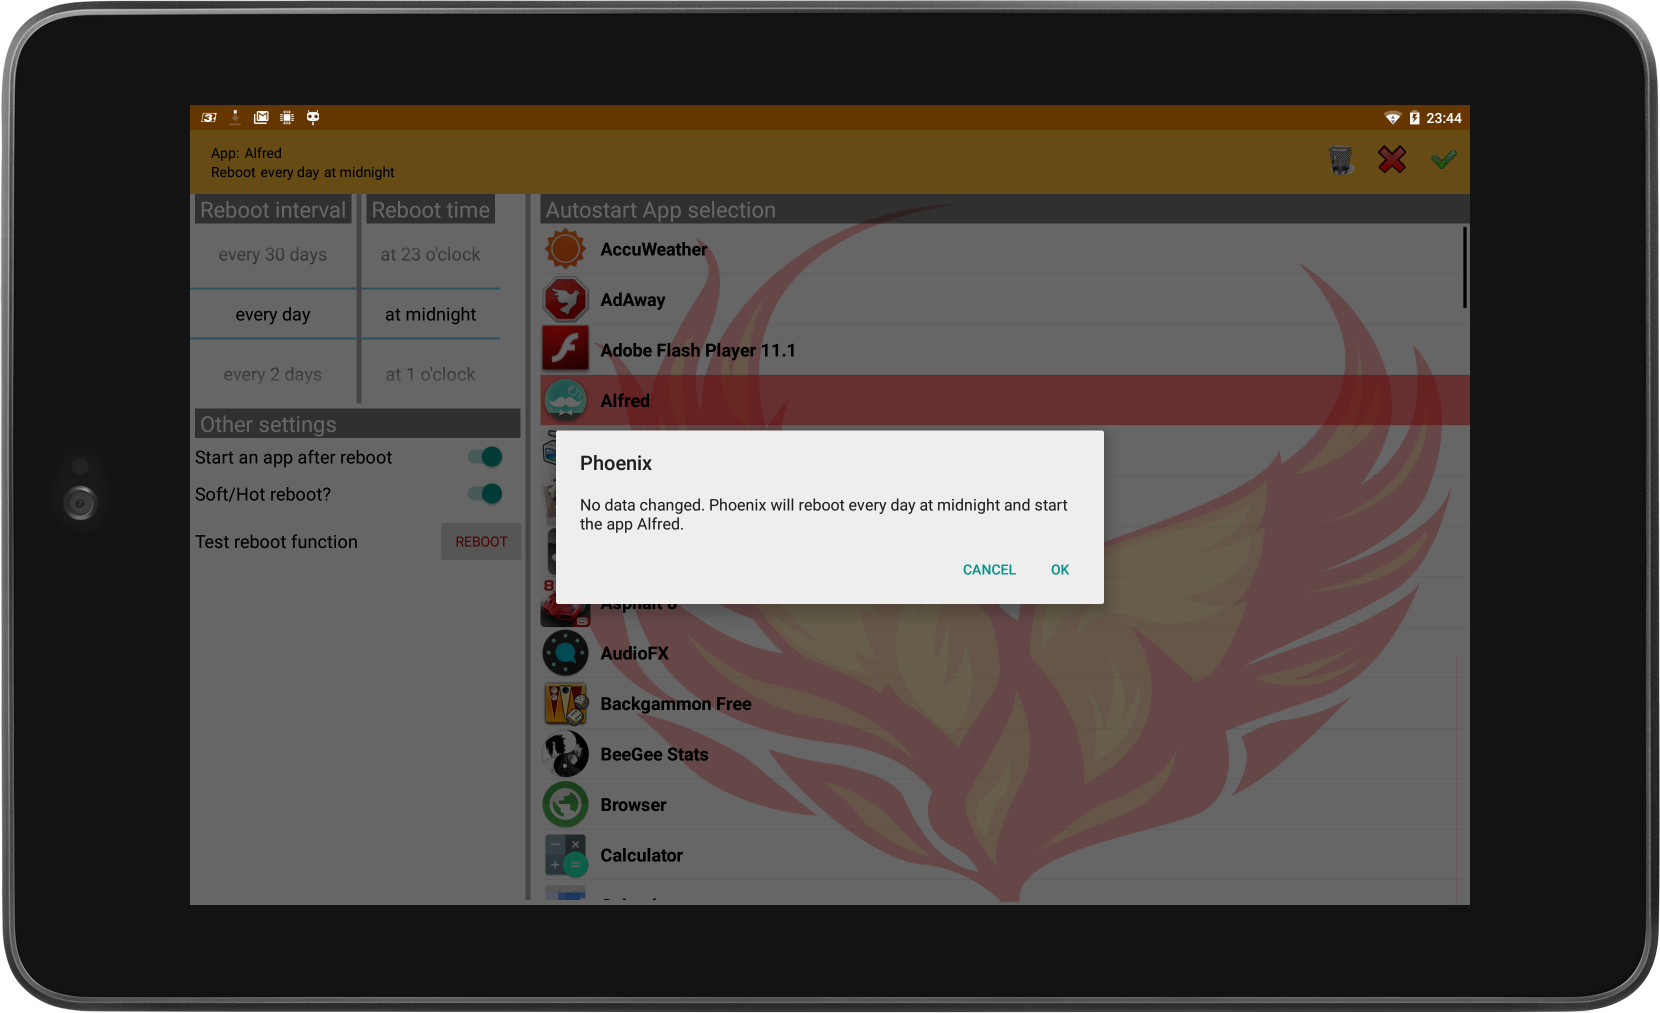 23:44
App: Alfred
Reboot every day at midnight
Reboot interval
Reboot time
every 30 days
at 23 o'clock
every day
at midnight
every 2 days
at 1 o'clock
Other settings
Start an app after reboot
Soft/Hot reboot?
Test reboot function
REBOOT
Autostart App selection
AccuWeather
AdAway
Adobe Flash Player 11.1
Alfred
Phoenix
No data changed. Phoenix will reboot every day at midnight and start
the app Alfred.
CANCEL
OK
Asphalt 8
AudioFX
Backgammon Free
BeeGee Stats
Browser
Calculator